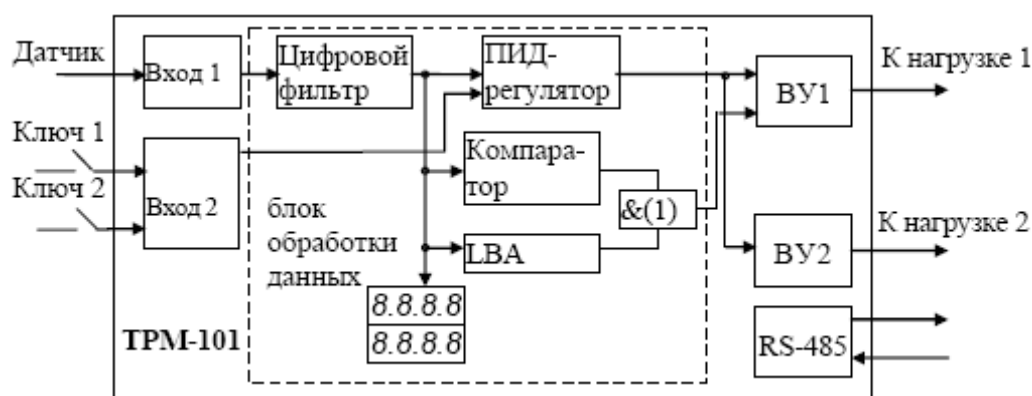 Датчик
Вход 1
Цифровой
фильтр
ПИД-
регулятор
ВУ1
К нагрузке 1
Ключ 1
Ключ 2
Вход 2
Компара-
тор
&(1)
LBA
блок
обработки
данных
8.8.8.8
8.8.8.8
К нагрузке 2
ВУ2
ТРМ-101
RS-485